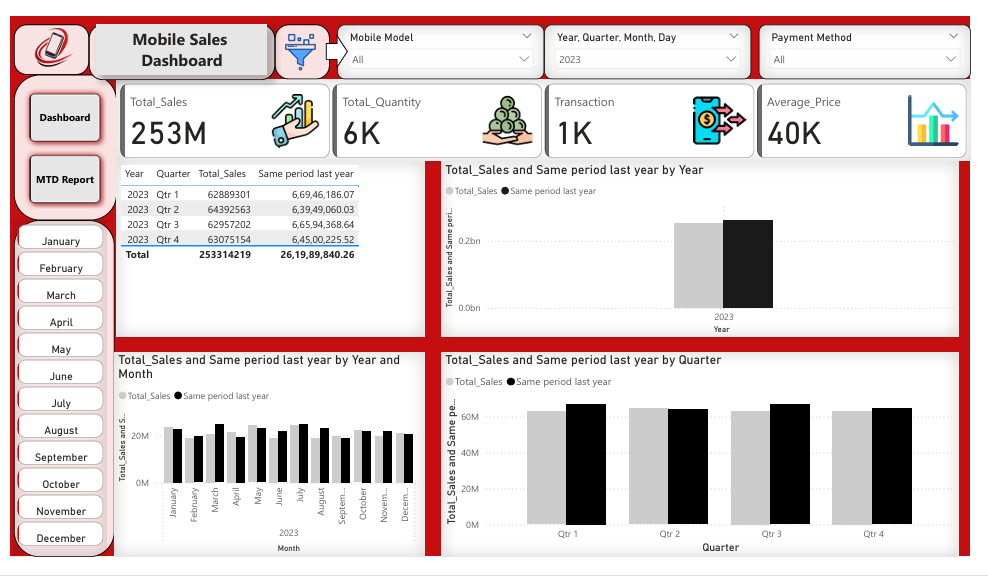 Mobile Sales
Dashboard
Mobile Model
All
Year, Quarter, Month, Day
2023
Payment Method
All
Dashboard
MTD Report
January
February
March
April
May
June
July
August
September
October
November
December
Total_Sales
253M
TotaL_Quantity
6K
Transaction
1K
Average_Price
40K
Year Quarter Total_Sales Same period last year
2023 Qtr 1 62889301 6,69,46,186.07
2023 Qtr 2 64392563 6,39,49,060.03
2023 Qtr 3 62957202 6,65,94,368.64
2023 Qtr 4 63075154 6,45,00,225.52
Total 253314219 26,19,89,840.26
Total_Sales and Same period last year by Year
Total_Sales Same period last year
Total_Sales and Same peri...
0.2bn
0.0bn
2023
Year
Total_Sales and Same period last year by Year and
Month
Total_Sales Same period last year
Total_Sales and S...
20M
0M
January
February
March
April
May
June
July
August
Septem...
October
Novem...
Decem...
2023
Month
Total_Sales and Same period last year by Quarter
Total_Sales Same period last year
Total_Sales and Same pe...
60M
40M
20M
0M
Qtr 1 Qtr 2 Qtr 3 Qtr 4
Quarter